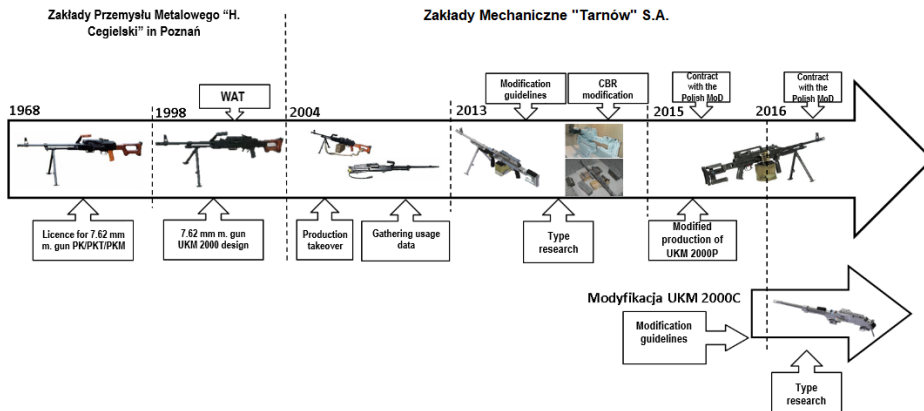 Zakłady Przemysłu Metalowego “H.
Cegielski” in Poznań
Zakłady Mechaniczne "Tarnów" S.A.
WAT
Modification
guidelines
CBR
modification
Contract
with the
Polish MoD
Contract
with the
Polish MoD
1968
1998
2004
2013
2015
2016
Licence for 7.62 mm
m. gun PK/PKT/PKM
7.62 mm m. gun
UKM 2000 design
Production
takeover
Gathering usage
data
Type
research
Modified
production of
UKM 2000P
Modyfikacja UKM 2000C
Modification
guidelines
Type
research